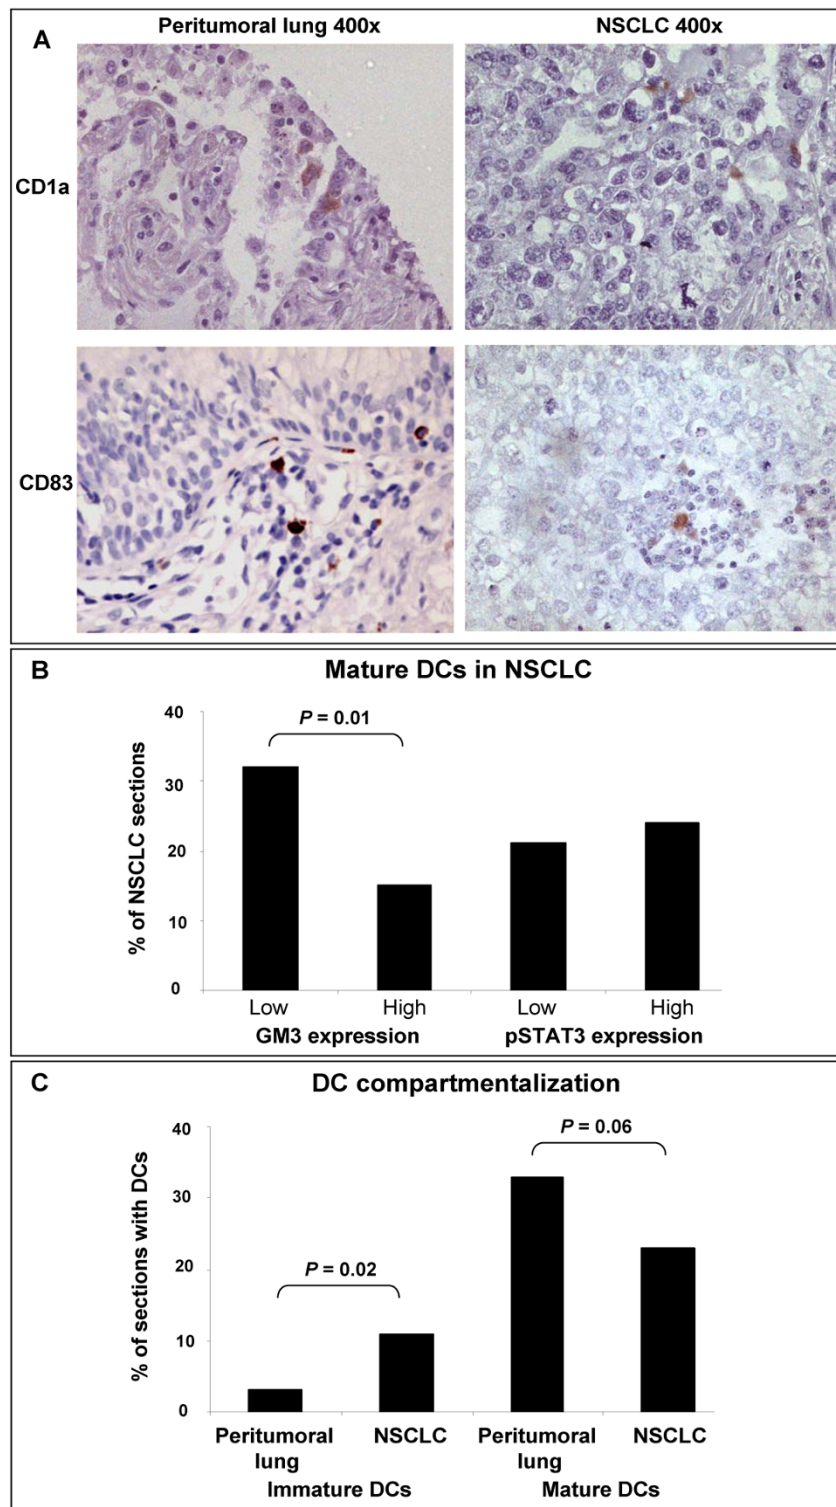 A
Peritumoral lung 400x
NSCLC 400x
CD1a
CD83
B
Mature DCs in NSCLC
% of NSCLC sections
40
30
20
10
0
P = 0.01
Low High Low High
GM3 expression pSTAT3 expression
C
DC compartmentalization
% of sections with DCs
40
30
20
10
0
P = 0.02
P = 0.06
Peritumoral NSCLC Peritumoral NSCLC
lung lung
Immature DCs Mature DCs